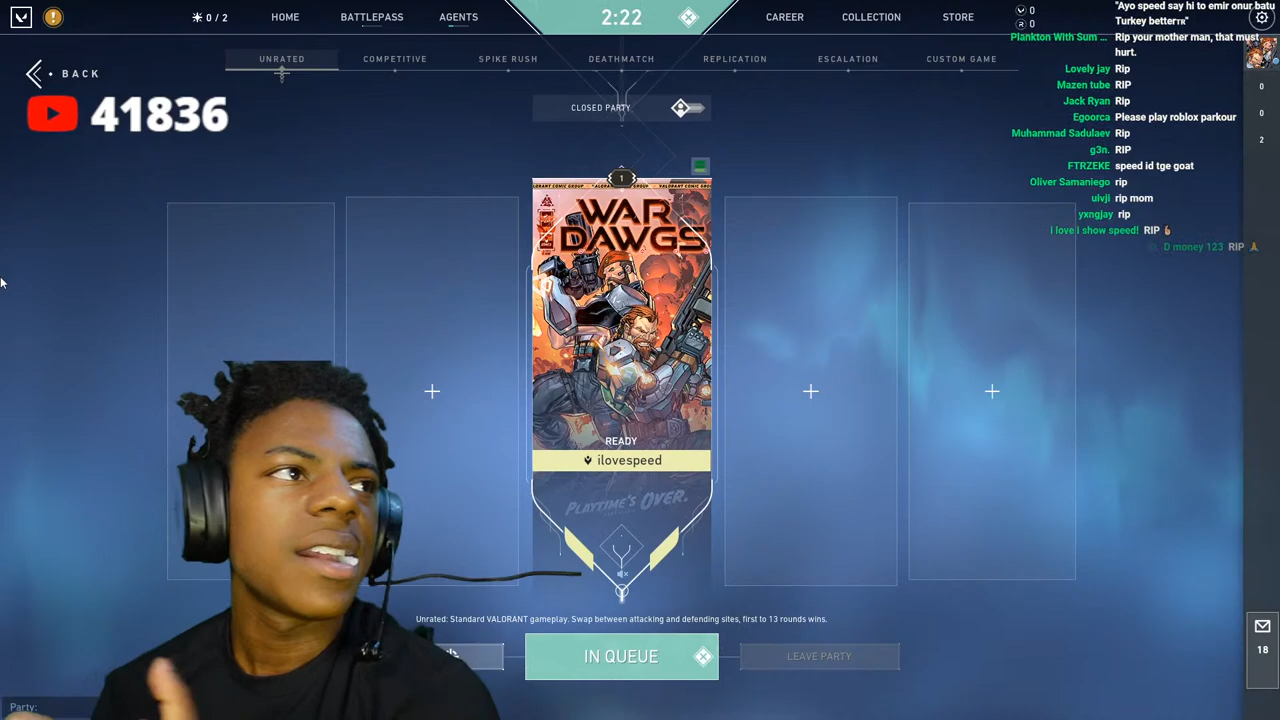 0 / 2
HOME
BATTLEPASS
AGENTS
2:22
CAREER
COLLECTION
STORE
0
R 0
BACK
UNRATED
COMPETITIVE
SPIKE RUSH
DEATHMATCH
REPLICATION
ESCALATION
CUSTOM GAME
41836
CLOSED PARTY
1
WAR
DAWGS
READY
ilovespeed
PLAYTIME'S OVER.
Unrated: Standard VALORANT gameplay. Swap between attacking and defending sites, first to 13 rounds wins.
IN QUEUE
LEAVE PARTY
Party:
"Ayo speed say hi to emir onur batu
Turkey better🇹🇷"
Plankton With Sum ... Rip your mother man, that must
hurt.
Lovely jay Rip
Mazen tube RIP
Jack Ryan Rip
Egoorca Please play roblox parkour
Muhammad Sadulaev Rip
g3n. RIP
FTRZEKE speed id tge goat
Oliver Samaniego rip
ulvji rip mom
yxngjay rip
i love i show speed! RIP
D money 123 RIP 🙏
0
0
2
18